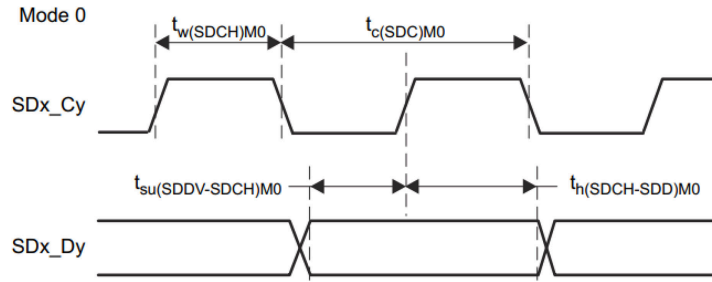 Mode 0
tw(SDCH)M0
tc(SDC)M0
SDx_Cy
tsu(SDDV-SDCH)M0
th(SDCH-SDD)M0
SDx_Dy